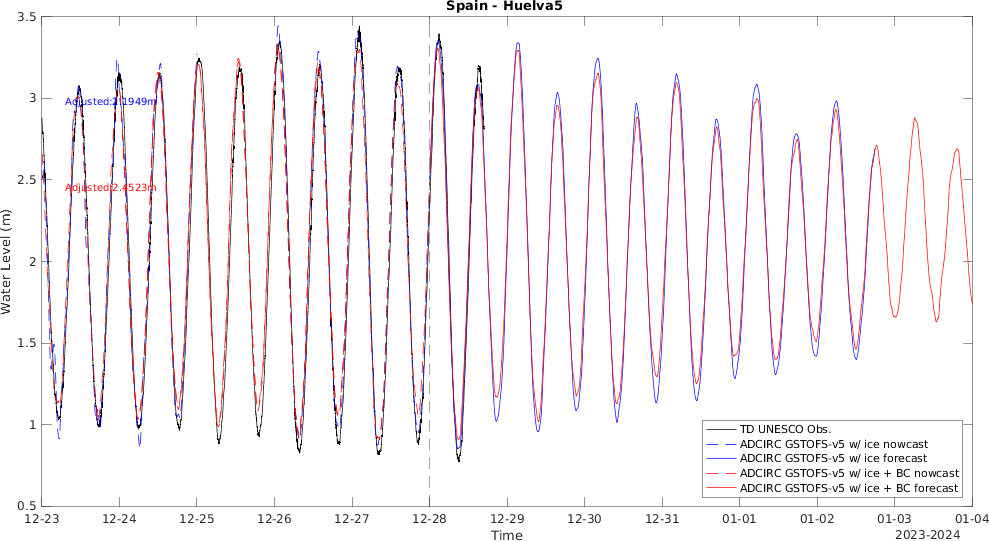 Spain - Huelva5
3.5
3
2.5
2
1.5
1
0.5
Water Level (m)
Adjusted:2.1949m
Adjusted:2.4523m
TD UNESCO Obs.
ADCIRC GSTOFS-v5 w/ ice nowcast
ADCIRC GSTOFS-v5 w/ ice forecast
ADCIRC GSTOFS-v5 w/ ice + BC nowcast
ADCIRC GSTOFS-v5 w/ ice + BC forecast
12-23 12-24 12-25 12-26 12-27 12-28 12-29 12-30 12-31 01-01 01-02 01-03 01-04
Time
2023-2024